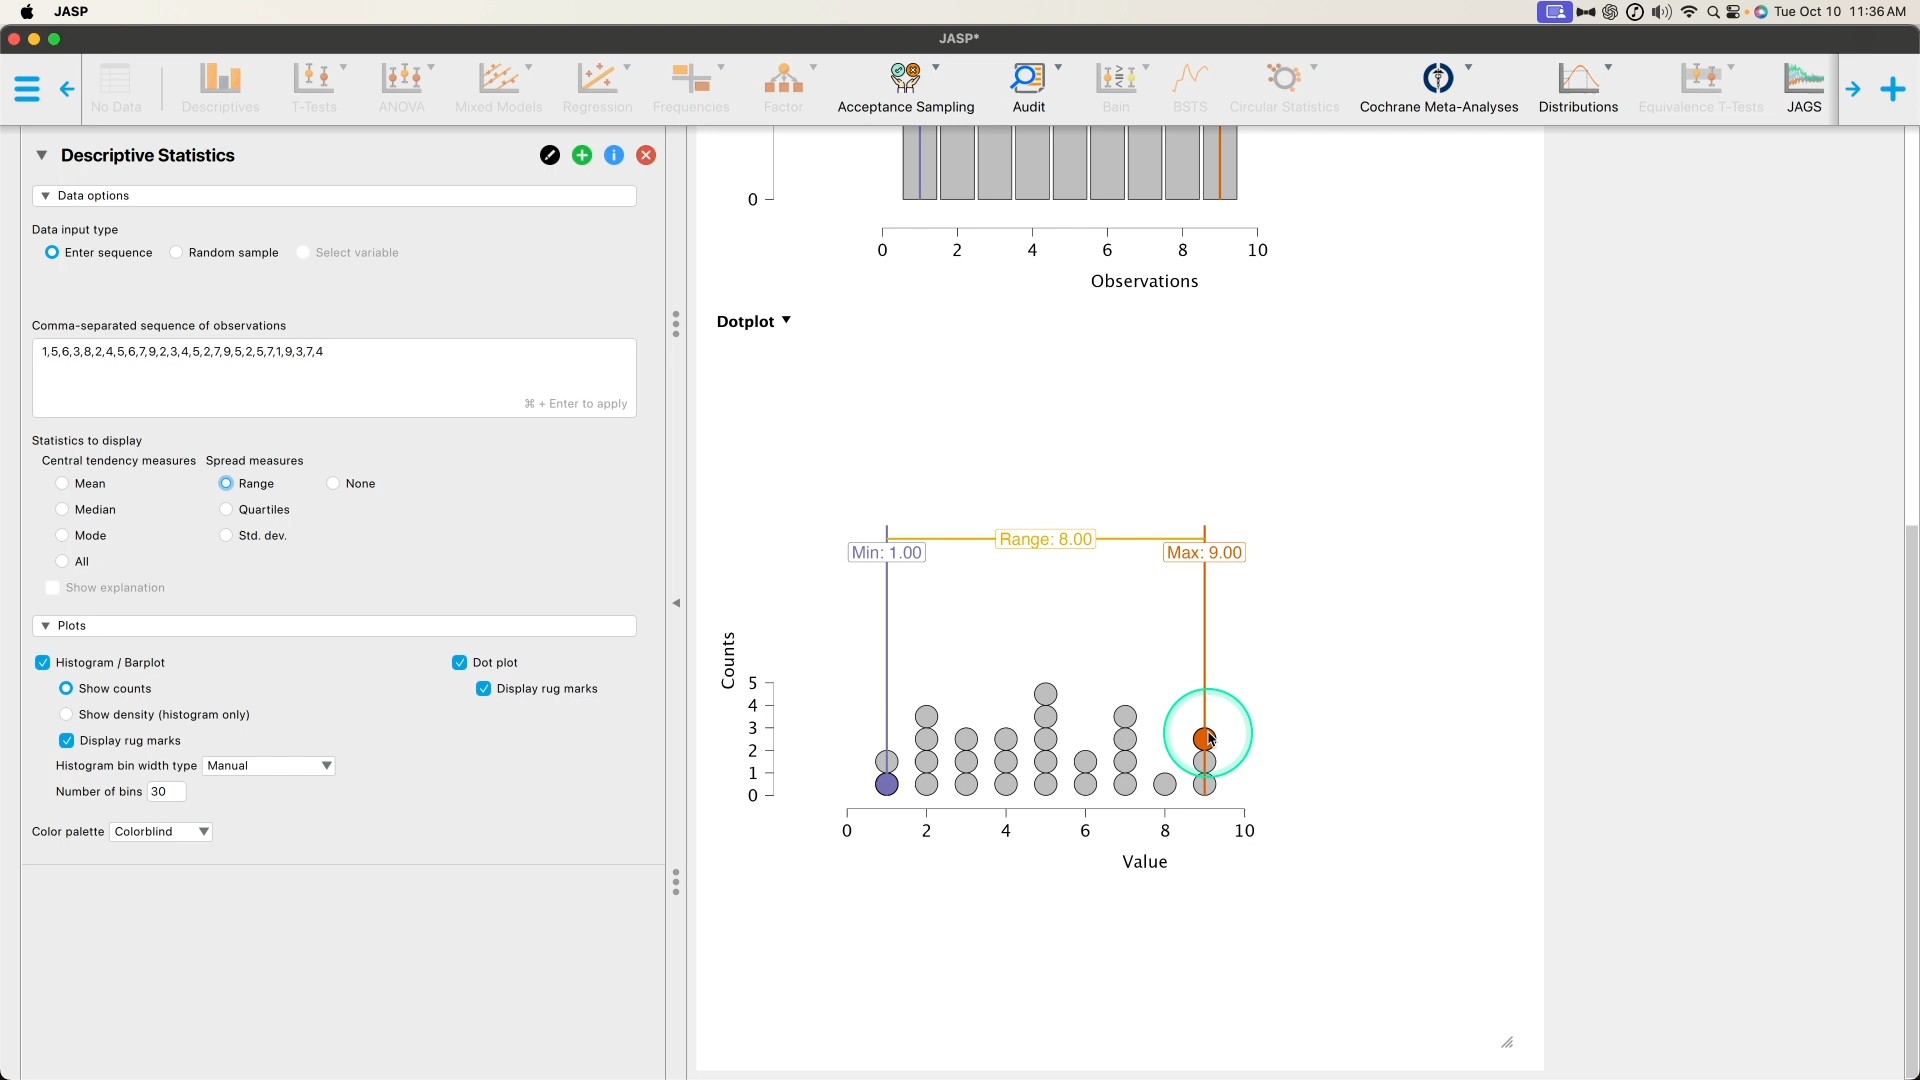 JASP
Tue Oct 10 11:36 AM
JASP*
No Data
Descriptives
T-Tests
ANOVA
Mixed Models
Regression
Frequencies
Factor
Acceptance Sampling
Audit
Bain
BSTS
Circular Statistics
Cochrane Meta-Analyses
Distributions
Equivalence T-Tests
JAGS
Descriptive Statistics
Data options
Data input type
Enter sequence Random sample Select variable
Comma-separated sequence of observations
1,5,6,3,8,2,4,5,6,7,9,2,3,4,5,2,7,9,5,2,5,7,1,9,3,7,4
⌘ + Enter to apply
Statistics to display
Central tendency measures Spread measures
Mean Range None
Median Quartiles
Mode Std. dev.
All
Show explanation
Plots
Histogram / Barplot Dot plot
Show counts Display rug marks
Show density (histogram only)
Display rug marks
Histogram bin width type Manual
Number of bins 30
Color palette Colorblind
0
0 2 4 6 8 10
Observations
Dotplot
Range: 8.00
Min: 1.00 Max: 9.00
Counts
5
4
3
2
1
0
0 2 4 6 8 10
Value